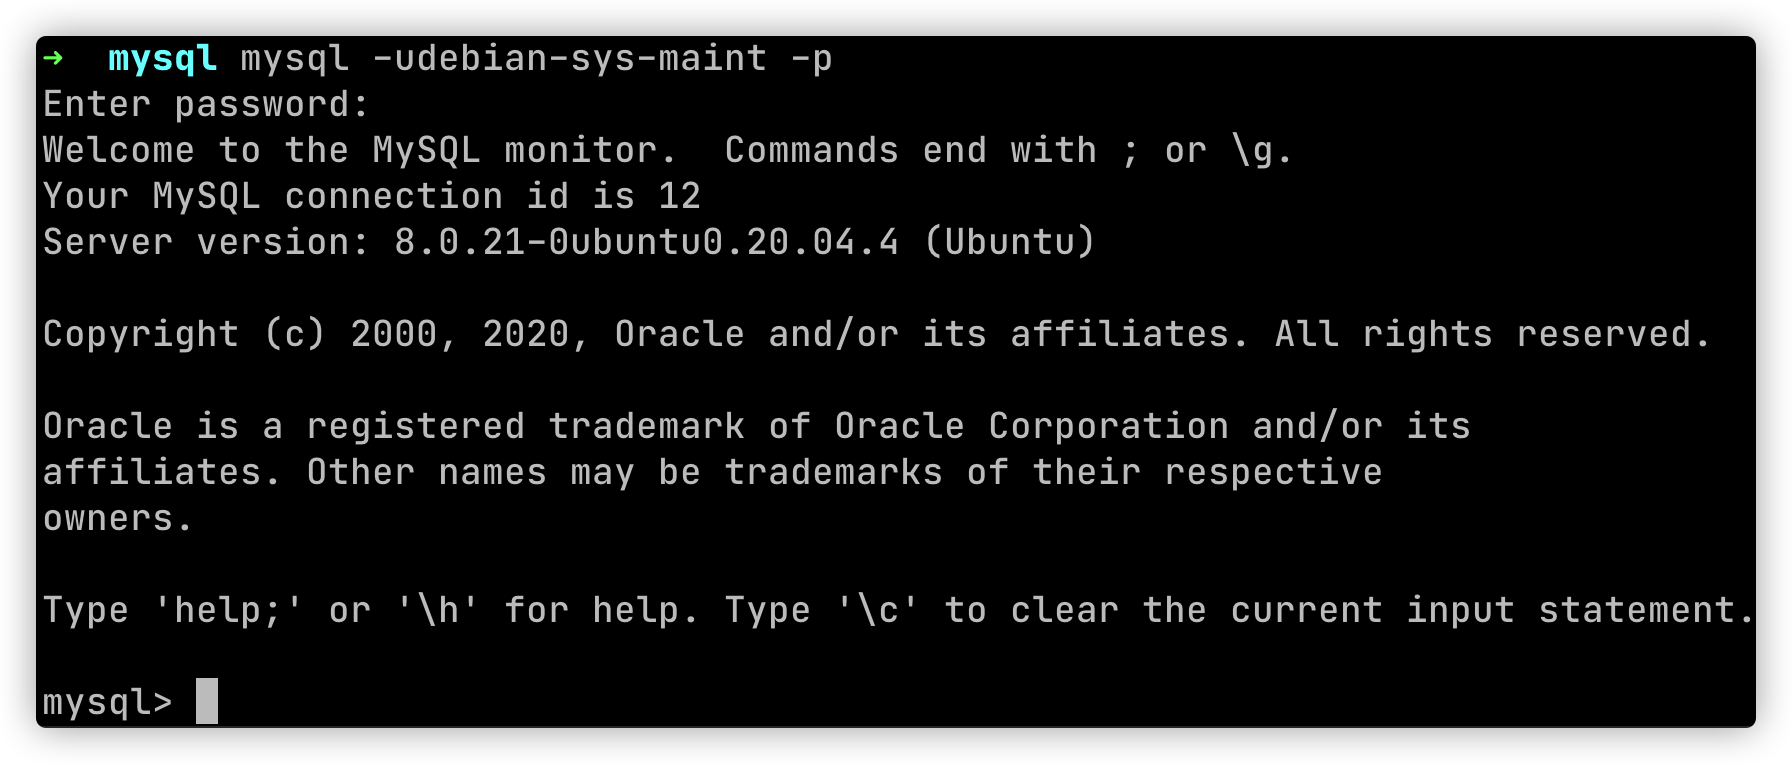 ➜  mysql mysql -udebian-sys-maint -p
Enter password:
Welcome to the MySQL monitor.  Commands end with ; or \g.
Your MySQL connection id is 12
Server version: 8.0.21-0ubuntu0.20.04.4 (Ubuntu)
Copyright (c) 2000, 2020, Oracle and/or its affiliates. All rights reserved.
Oracle is a registered trademark of Oracle Corporation and/or its
affiliates. Other names may be trademarks of their respective
owners.
Type 'help;' or '\h' for help. Type '\c' to clear the current input statement.
mysql>